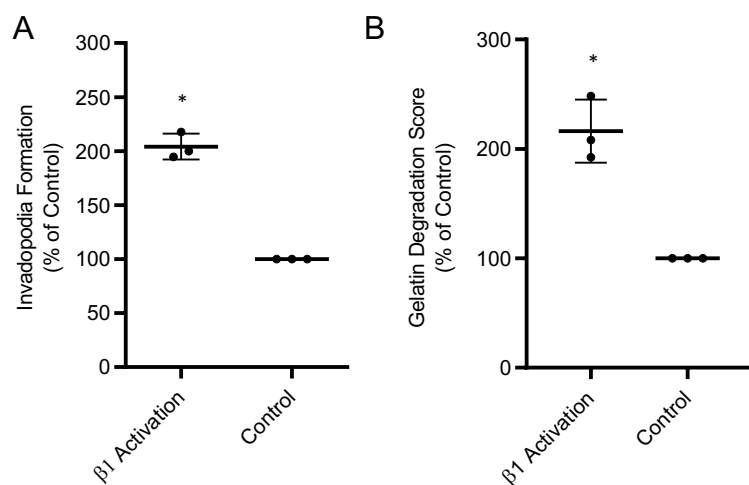 A
Invadopodia Formation
(% of Control)
300
250
200
150
100
50
0
*
β1 Activation
Control
B
Gelatin Degradation Score
(% of Control)
300
200
100
0
*
β1 Activation
Control